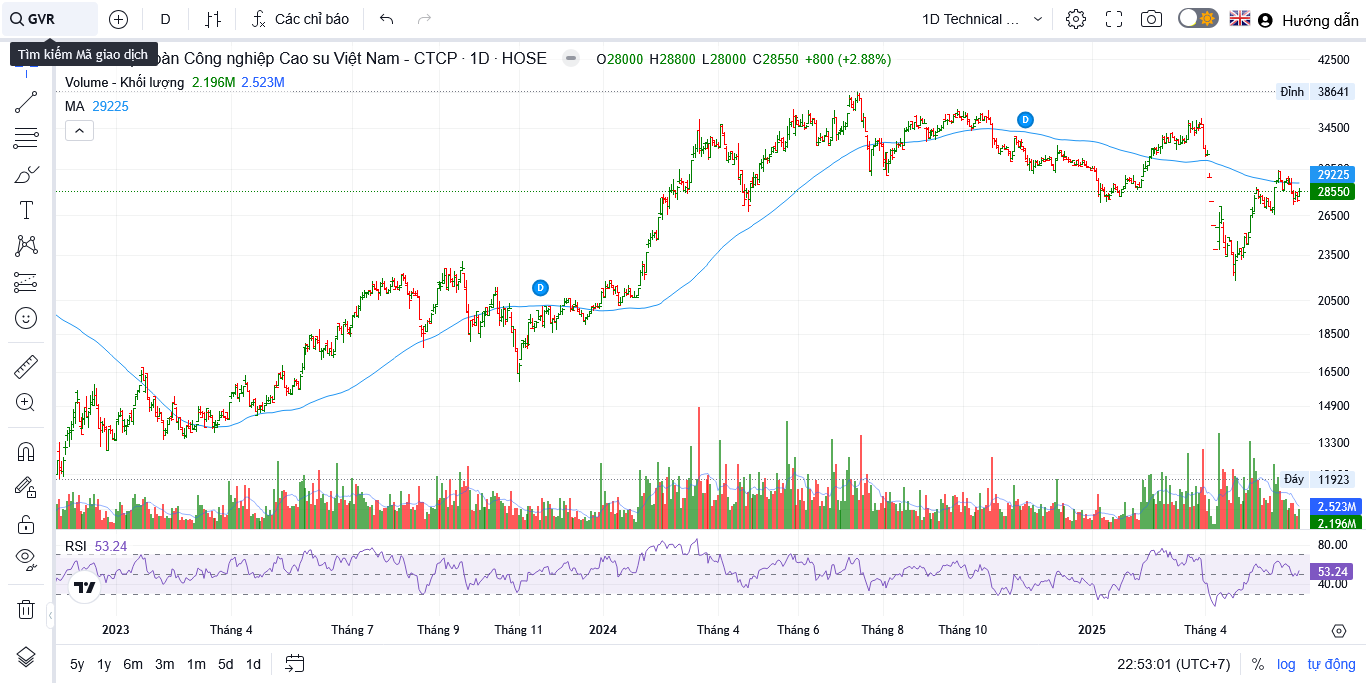 GVR
D
Các chỉ báo
1D Technical ...
Hướng dẫn
Tìm kiếm Mã giao dịch
oàn Công nghiệp Cao su Việt Nam - CTCP · 1D · HOSE
O28000 H28800 L28000 C28550 +800 (+2.88%)
Volume - Khối lượng 2.196M 2.523M
MA 29225
42500
Đỉnh 38641
34500
29225
28550
26500
23500
20500
18500
16500
14900
13300
Đáy 11923
2.523M
2.196M
D
D
RSI 53.24
80.00
53.24
40.00
2023 Tháng 4 Tháng 7 Tháng 9 Tháng 11 2024 Tháng 4 Tháng 6 Tháng 8 Tháng 10 2025 Tháng 4
5y 1y 6m 3m 1m 5d 1d
22:53:01 (UTC+7) % log tự động